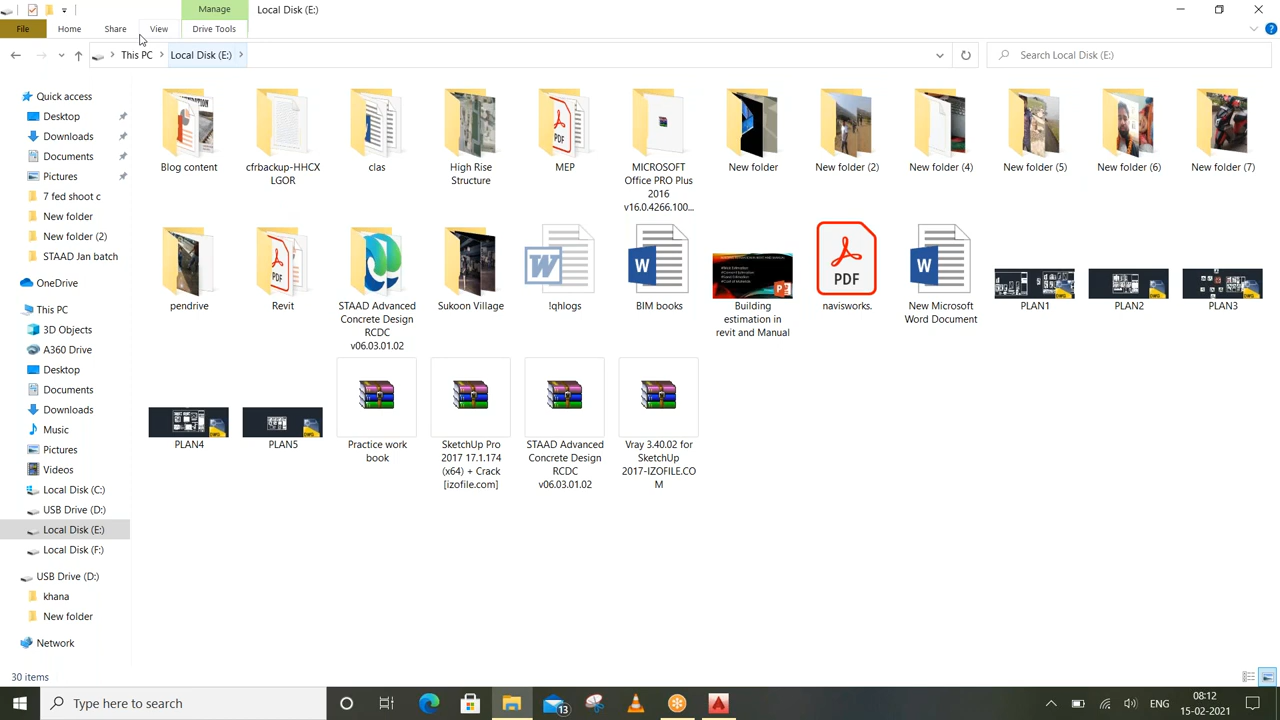 Manage
Local Disk (E:)
File
Home
Share
View
Drive Tools
This PC
Local Disk (E:)
Search Local Disk (E:)
Quick access
Desktop
Downloads
Documents
Pictures
7 fed shoot c
New folder
New folder (2)
STAAD Jan batch
OneDrive
This PC
3D Objects
A360 Drive
Desktop
Documents
Downloads
Music
Pictures
Videos
Local Disk (C:)
USB Drive (D:)
Local Disk (E:)
Local Disk (F:)
USB Drive (D:)
khana
New folder
Network
Blog content
cfrbackup-HHCX
LGOR
clas
High Rise
Structure
PDF
MEP
MICROSOFT
Office PRO Plus
2016
v16.0.4266.100...
New folder
New folder (2)
New folder (4)
New folder (5)
New folder (6)
New folder (7)
pendrive
PDF
Revit
STAAD Advanced
Concrete Design
RCDC
v06.03.01.02
Sukoon Village
W
!qhlogs
W
BIM books
Building
estimation in
revit and Manual
PDF
navisworks.
W
New Microsoft
Word Document
PLAN1
PLAN2
PLAN3
PLAN4
PLAN5
Practice work
book
SketchUp Pro
2017 17.1.174
(x64) + Crack
[izofile.com]
STAAD Advanced
Concrete Design
RCDC
v06.03.01.02
Vray 3.40.02 for
SketchUp
2017-IZOFILE.CO
M
30 items
Type here to search
13
ENG
08:12
15-02-2021